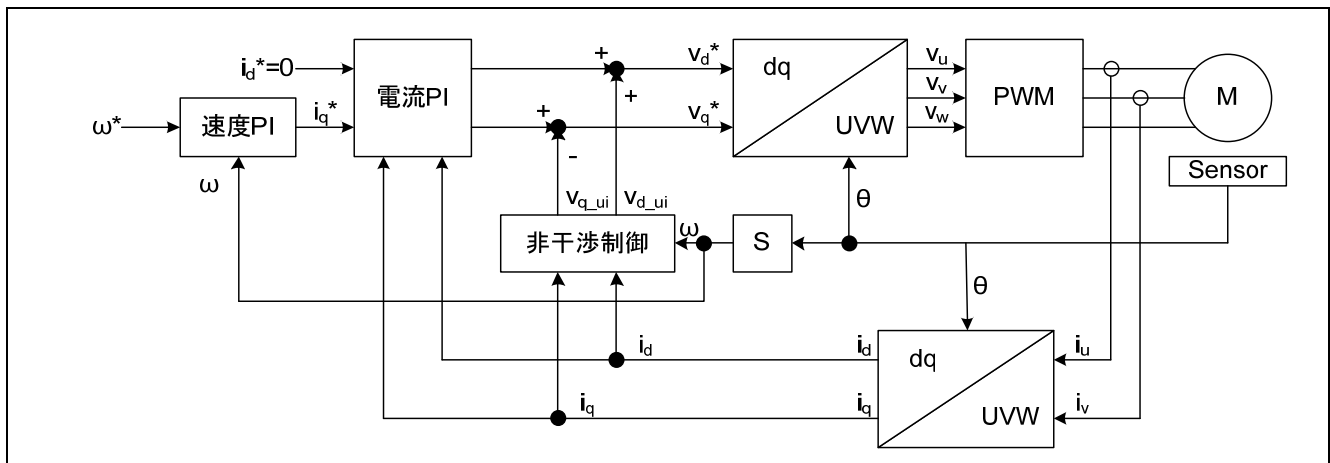 i_d*=0
ω*
速度PI
i_q*
ω
電流PI
+
+
+
-
v_d*
v_q*
v_q_ui
v_d_ui
非干渉制御
ω
S
dq
UVW
θ
v_u
v_v
v_w
PWM
M
Sensor
θ
i_d
i_q
i_d
i_q
dq
UVW
i_u
i_v